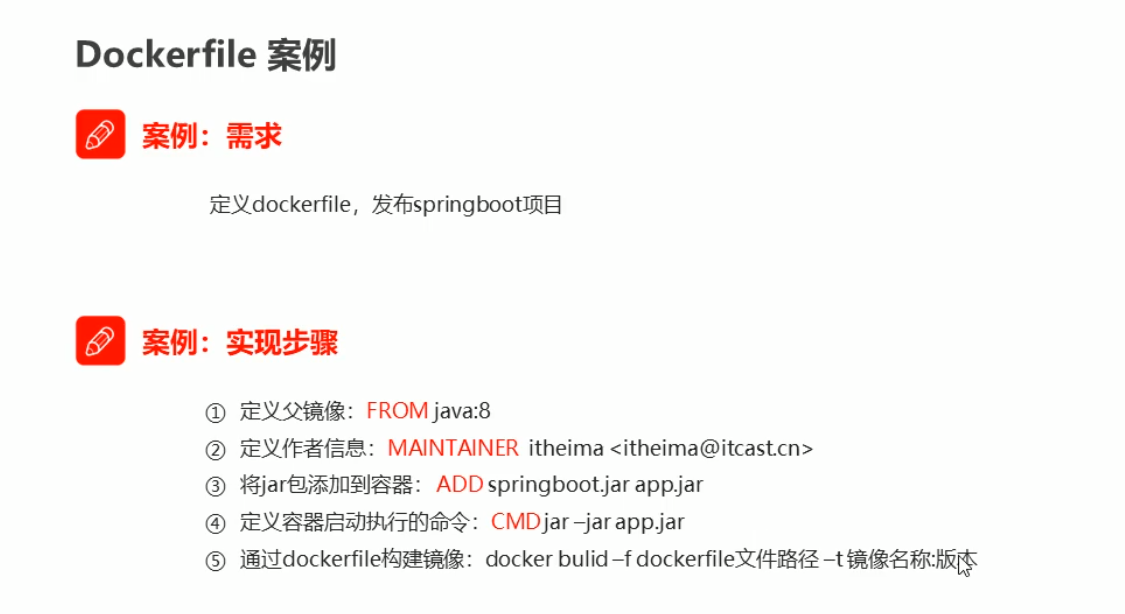 Dockerfile 案例
案例：需求
定义dockerfile，发布springboot项目
案例：实现步骤
① 定义父镜像：FROM java:8
② 定义作者信息：MAINTAINER itheima <itheima@itcast.cn>
③ 将jar包添加到容器：ADD springboot.jar app.jar
④ 定义容器启动执行的命令：CMD jar –jar app.jar
⑤ 通过dockerfile构建镜像：docker bulid –f dockerfile文件路径 –t 镜像名称:版本